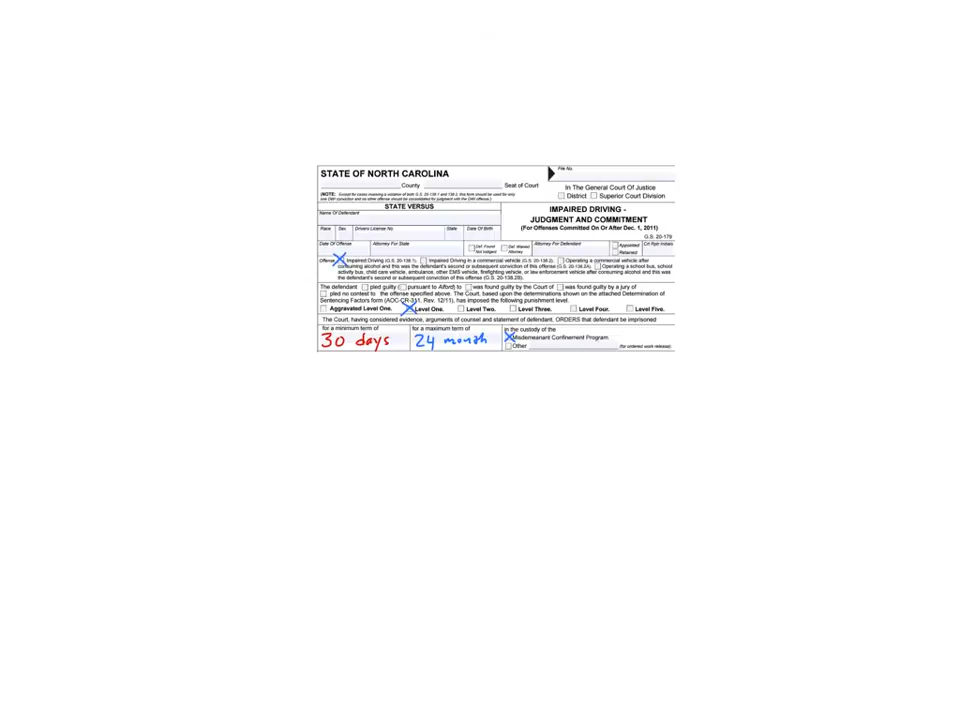 File No.
STATE OF NORTH CAROLINA
County Seat of Court
In The General Court Of Justice
District Superior Court Division
(NOTE: Except for cases involving a violation of both G.S. 20-138.1 and 138.2, this form should be used for only
one DWI conviction and no other offense should be consolidated for judgment with the DWI offense.)
STATE VERSUS
Name Of Defendant
IMPAIRED DRIVING -
JUDGMENT AND COMMITMENT
(For Offenses Committed On Or After Dec. 1, 2011)
G.S. 20-179
Race Sex Drivers License No. State Date Of Birth
Date Of Offense Attorney For State Def. Found Not Indigent Def. Waived Attorney Attorney For Defendant Appointed Retained Crt Rptr Initials
Offense Impaired Driving (G.S. 20-138.1). Impaired Driving in a commercial vehicle (G.S. 20-138.2). Operating a commercial vehicle after
consuming alcohol and this was the defendant's second or subsequent conviction of this offense (G.S. 20-138.2A). Operating a school bus, school
activity bus, child care vehicle, ambulance, other EMS vehicle, firefighting vehicle, or law enforcement vehicle after consuming alcohol and this was
the defendant's second or subsequent conviction of this offense (G.S. 20-138.2B).
The defendant pled guilty ( pursuant to Alford) to was found guilty by the Court of was found guilty by a jury of
pled no contest to the offense specified above. The Court, based upon the determinations shown on the attached Determination of
Sentencing Factors form (AOC-CR-311, Rev. 12/11), has imposed the following punishment level.
Aggravated Level One. Level One. Level Two. Level Three. Level Four. Level Five.
The Court, having considered evidence, arguments of counsel and statement of defendant, ORDERS that defendant be imprisoned
for a minimum term of for a maximum term of in the custody of the
30 days 24 month Misdemeanant Confinement Program.
Other (for ordered work release)